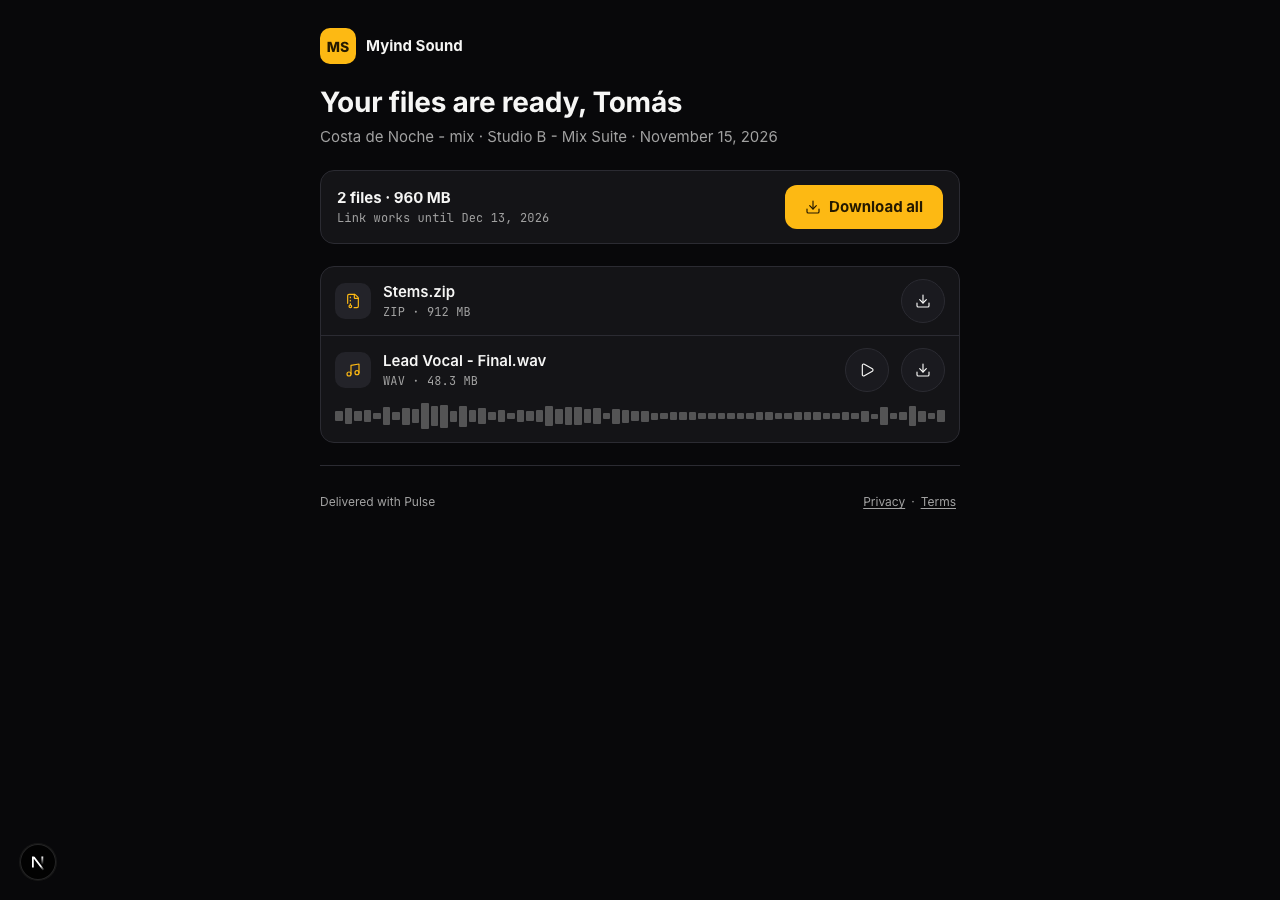 MS Myind Sound
Your files are ready, Tomás
Costa de Noche - mix · Studio B - Mix Suite · November 15, 2026
2 files · 960 MB
Link works until Dec 13, 2026
Download all
Stems.zip
ZIP · 912 MB
Lead Vocal - Final.wav
WAV · 48.3 MB
Delivered with Pulse
Privacy · Terms
N